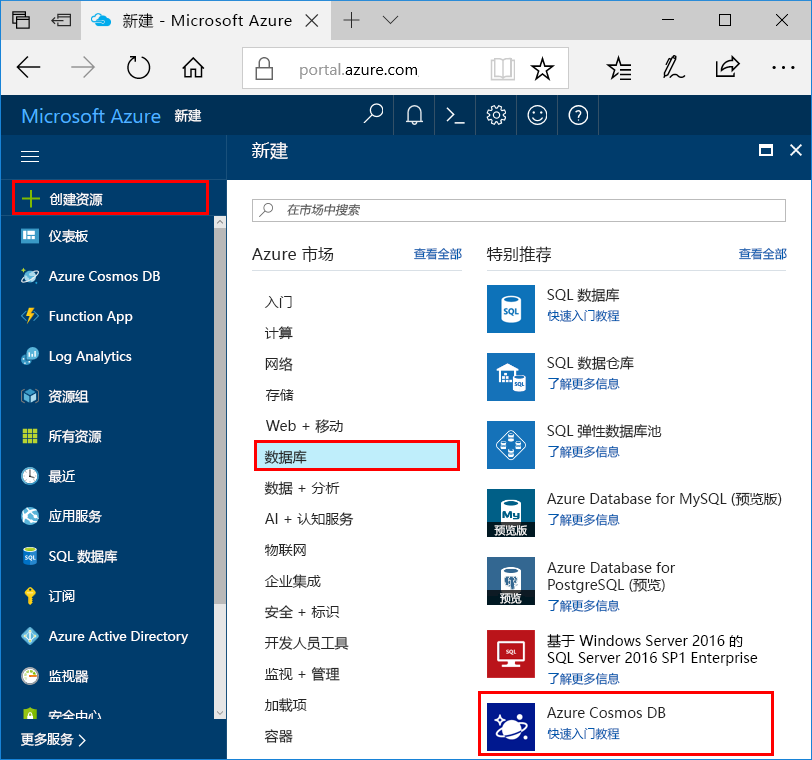 新建 - Microsoft Azure
portal.azure.com
Microsoft Azure 新建
新建
创建资源
仪表板
Azure Cosmos DB
Function App
Log Analytics
资源组
所有资源
最近
应用服务
SQL 数据库
订阅
Azure Active Directory
监视器
安全中心
更多服务
在市场中搜索
Azure 市场 查看全部
入门
计算
网络
存储
Web + 移动
数据库
数据 + 分析
AI + 认知服务
物联网
企业集成
安全 + 标识
开发人员工具
监视 + 管理
加载项
容器
特别推荐 查看全部
SQL
SQL 数据库
快速入门教程
SQL
SQL 数据仓库
了解更多信息
SQL 弹性数据库池
了解更多信息
My
预览版
Azure Database for MySQL (预览版)
了解更多信息
预览
Azure Database for
PostgreSQL (预览)
了解更多信息
SQL
基于 Windows Server 2016 的
SQL Server 2016 SP1 Enterprise
了解更多信息
Azure Cosmos DB
快速入门教程